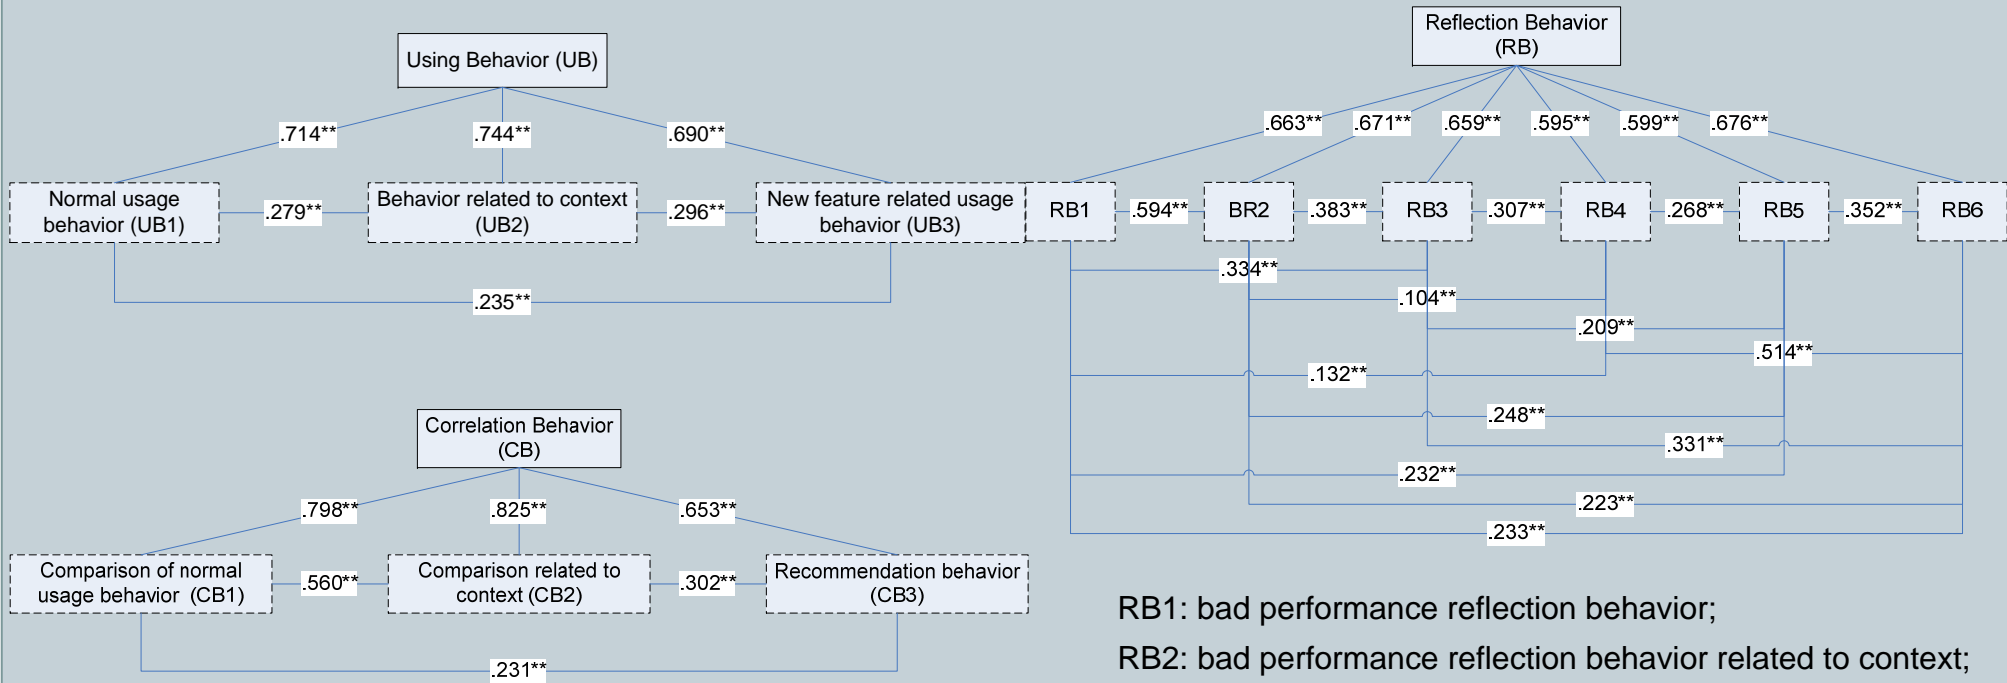 Using Behavior (UB)
.714**
.744**
.690**
Normal usage
behavior (UB1)
.279**
Behavior related to context
(UB2)
.296**
New feature related usage
behavior (UB3)
.235**
Correlation Behavior
(CB)
.798**
.825**
.653**
Comparison of normal
usage behavior (CB1)
.560**
Comparison related to
context (CB2)
.302**
Recommendation behavior
(CB3)
.231**
Reflection Behavior
(RB)
.663**
.671**
.659**
.595**
.599**
.676**
RB1
.594**
BR2
.383**
RB3
.307**
RB4
.268**
RB5
.352**
RB6
.334**
.104**
.209**
.514**
.132**
.248**
.331**
.232**
.223**
.233**
RB1: bad performance reflection behavior;
RB2: bad performance reflection behavior related to context;